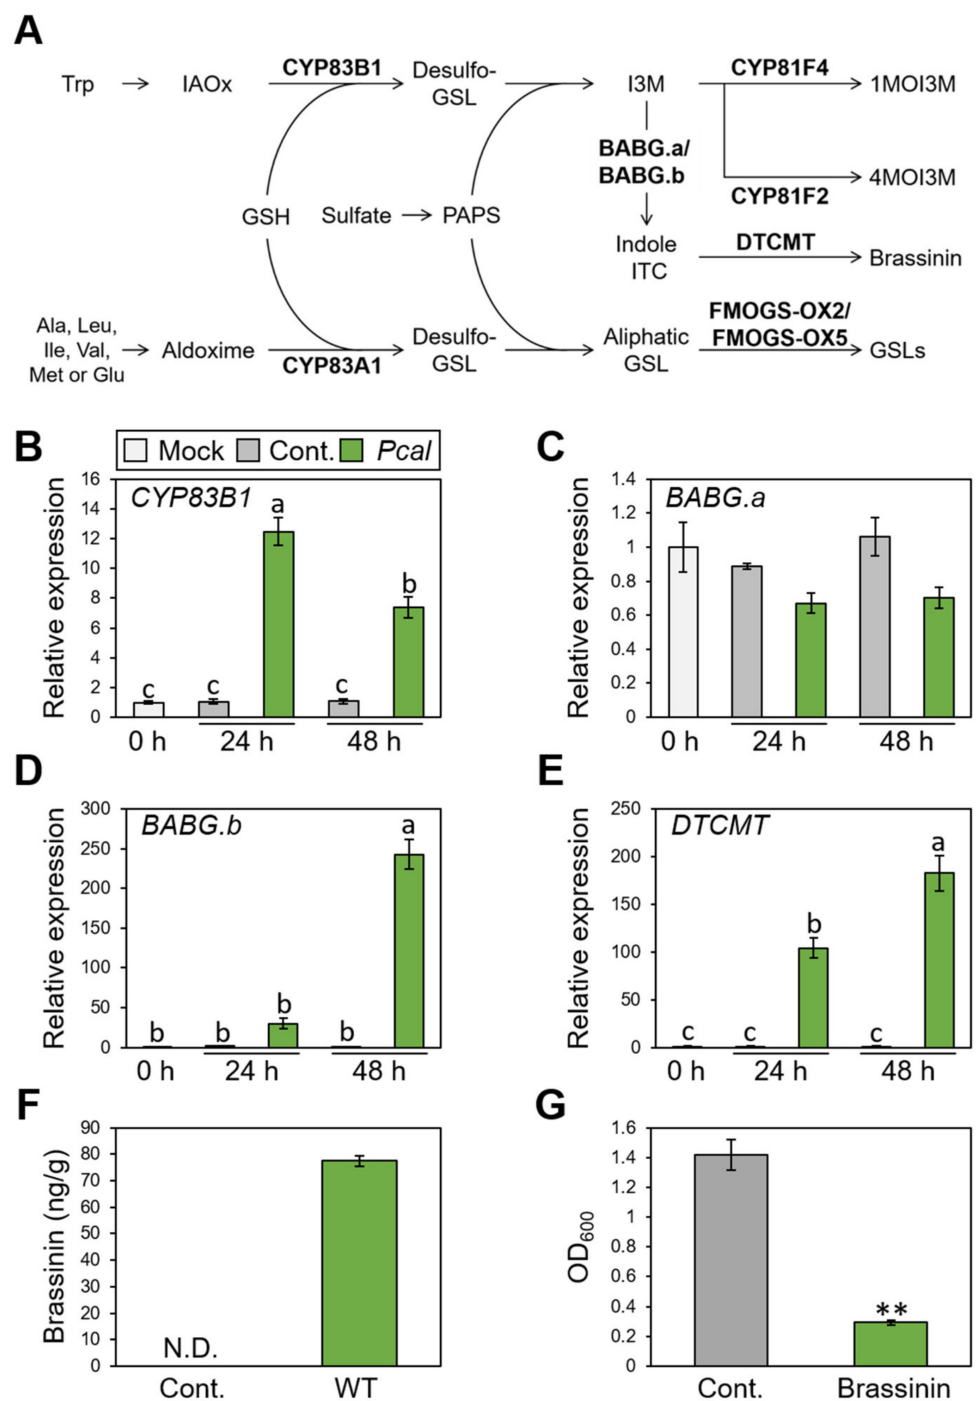 A
Trp
IAOx
CYP83B1
Desulfo-
GSL
I3M
CYP81F4
1MOI3M
BABG.a/
BABG.b
CYP81F2
4MOI3M
GSH
Sulfate
PAPS
Indole
ITC
DTCMT
Brassinin
Ala, Leu,
Ile, Val,
Met or Glu
Aldoxime
CYP83A1
Desulfo-
GSL
Aliphatic
GSL
FMOGS-OX2/
FMOGS-OX5
GSLs
B
Mock
Cont.
Pcal
CYP83B1
Relative expression
16
14
12
10
8
6
4
2
0
c
c
a
c
b
0 h
24 h
48 h
C
BABG.a
Relative expression
1.4
1.2
1
0.8
0.6
0.4
0.2
0
0 h
24 h
48 h
D
BABG.b
Relative expression
300
250
200
150
100
50
0
b
b
b
b
a
0 h
24 h
48 h
E
DTCMT
Relative expression
250
200
150
100
50
0
c
c
b
c
a
0 h
24 h
48 h
F
Brassinin (ng/g)
90
80
70
60
50
40
30
20
10
0
N.D.
Cont.
WT
G
OD600
1.6
1.4
1.2
1
0.8
0.6
0.4
0.2
0
**
Cont.
Brassinin